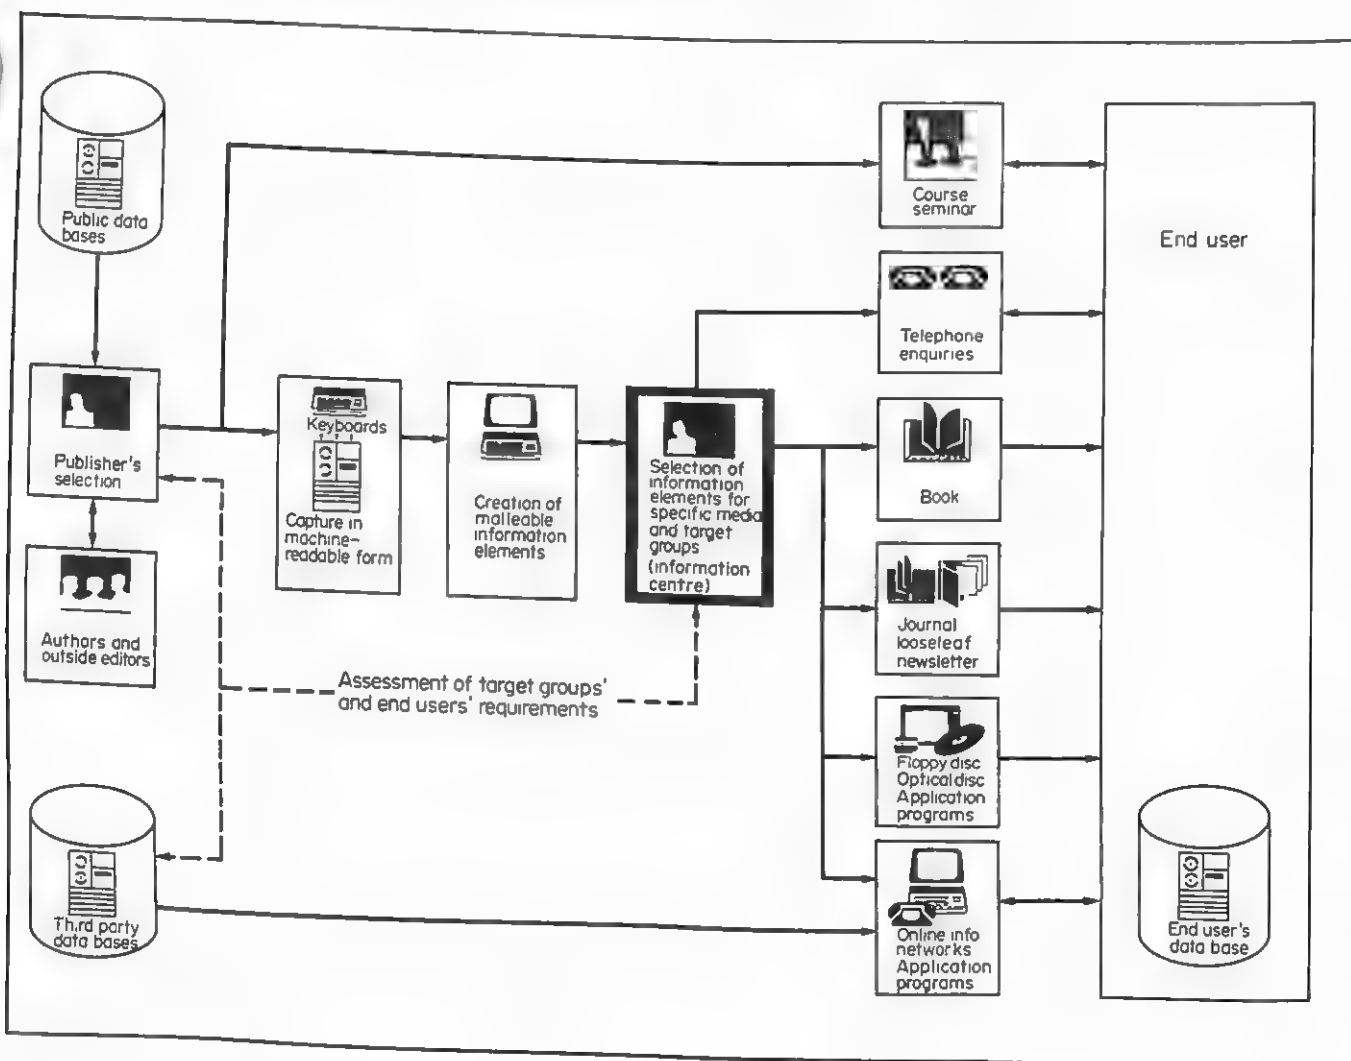 Public data
bases
Publisher's
selection
Authors and
outside editors
Third party
data bases
Keyboards
Capture in
machine-
readable form
Creation of
malleable
information
elements
Selection of
information
elements for
specific media
and target
groups
(information
centre)
Assessment of target groups'
and end users' requirements
Course
seminar
Telephone
enquiries
Book
Journal
looseleaf
newsletter
Floppy disc
Optical disc
Application
programs
Online info
networks
Application
programs
End user
End user's
data base